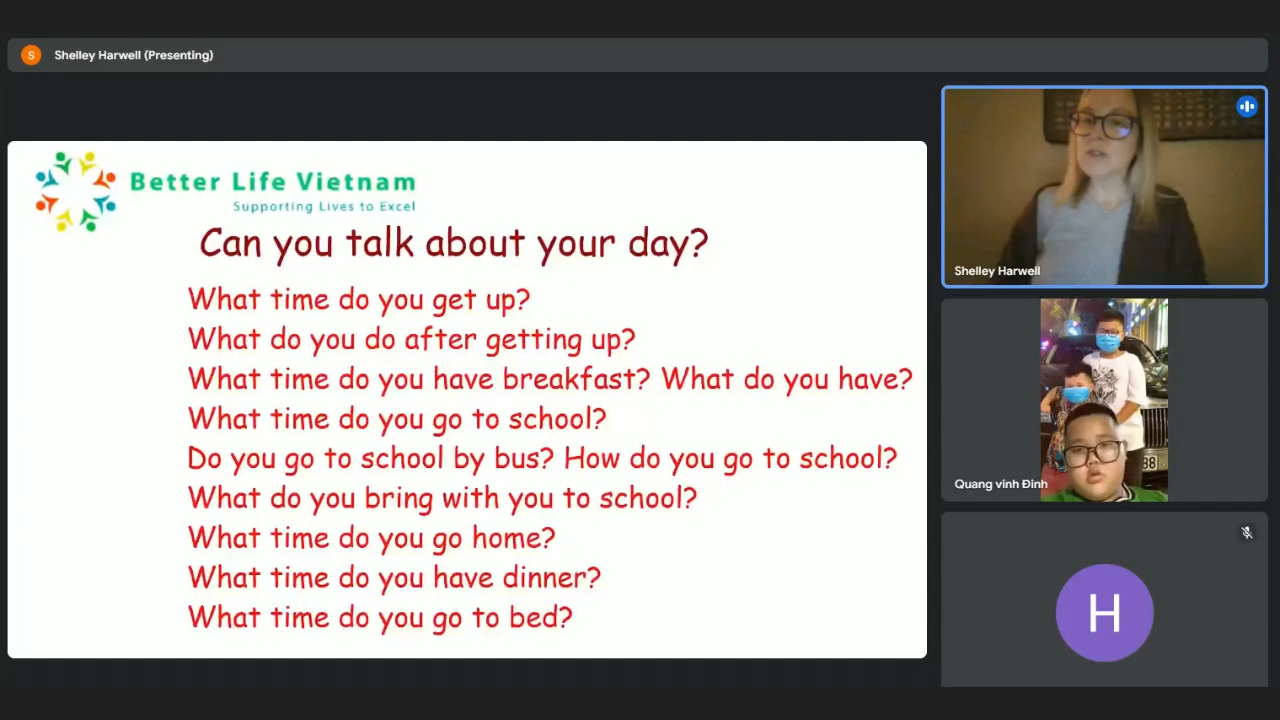 S
Shelley Harwell (Presenting)
Better Life Vietnam
Supporting Lives to Excel
Can you talk about your day?
What time do you get up?
What do you do after getting up?
What time do you have breakfast? What do you have?
What time do you go to school?
Do you go to school by bus? How do you go to school?
What do you bring with you to school?
What time do you go home?
What time do you have dinner?
What time do you go to bed?
Shelley Harwell
88
Quang vinh Đinh
H